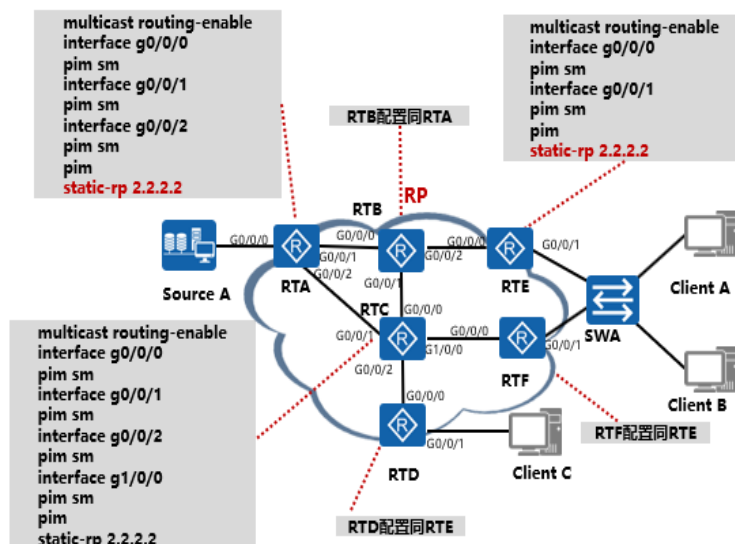 multicast routing-enable
interface g0/0/0
pim sm
interface g0/0/1
pim sm
interface g0/0/2
pim sm
pim
static-rp 2.2.2.2
RTB配置同RTA
multicast routing-enable
interface g0/0/0
pim sm
interface g0/0/1
pim sm
pim
static-rp 2.2.2.2
RTB
RP
G0/0/0
G0/0/1
G0/0/2
G0/0/0
G0/0/2
G0/0/1
G0/0/0
G0/0/1
Source A
RTA
RTE
Client A
RTC
G0/0/0
G0/0/1
G1/0/0
G0/0/2
G0/0/0
G0/0/1
RTF
SWA
Client B
multicast routing-enable
interface g0/0/0
pim sm
interface g0/0/1
pim sm
interface g0/0/2
pim sm
interface g1/0/0
pim sm
pim
static-rp 2.2.2.2
G0/0/0
G0/0/1
RTD
Client C
RTF配置同RTE
RTD配置同RTE